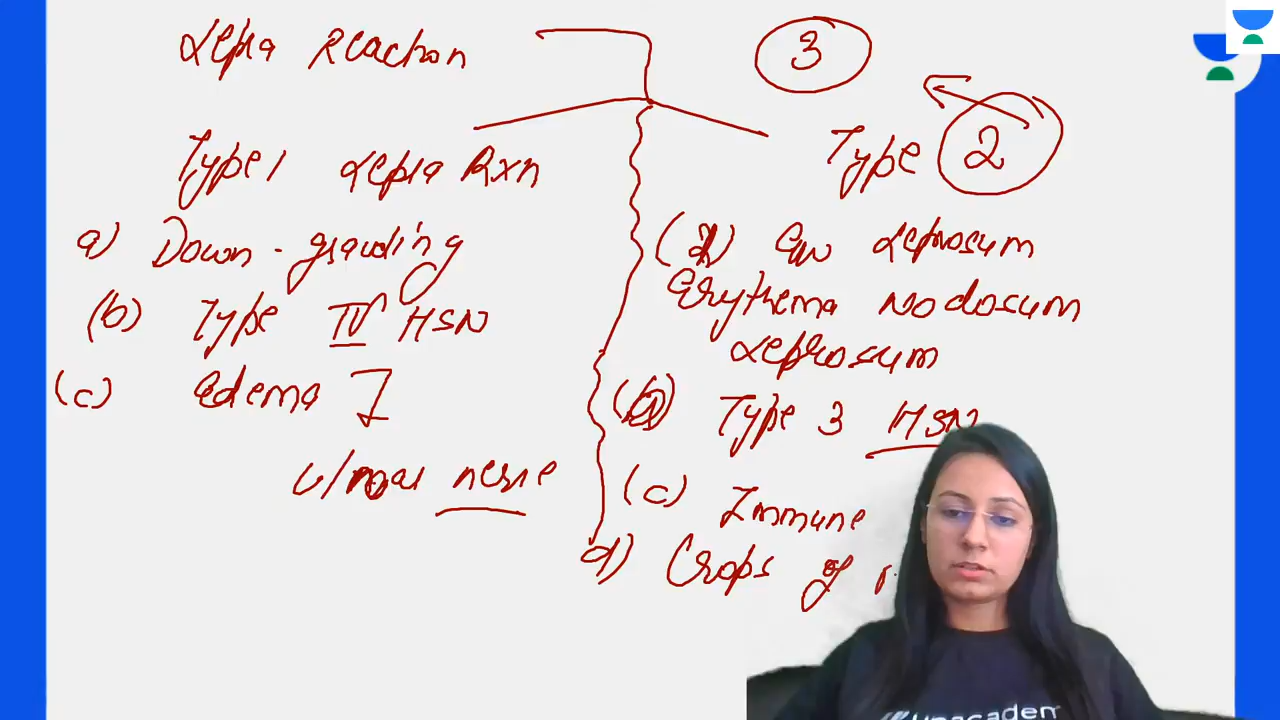 Lepra Reaction
3
Type 1 Lepra Rxn
Type 2
a) Down-grading
(b) Type IV HSN
(c) edema
ulnar nerve
Leprosum
Erythema Nodosum
Leprosum
Type 3 HSN
(c) Immune
d) Crops of
unacadem